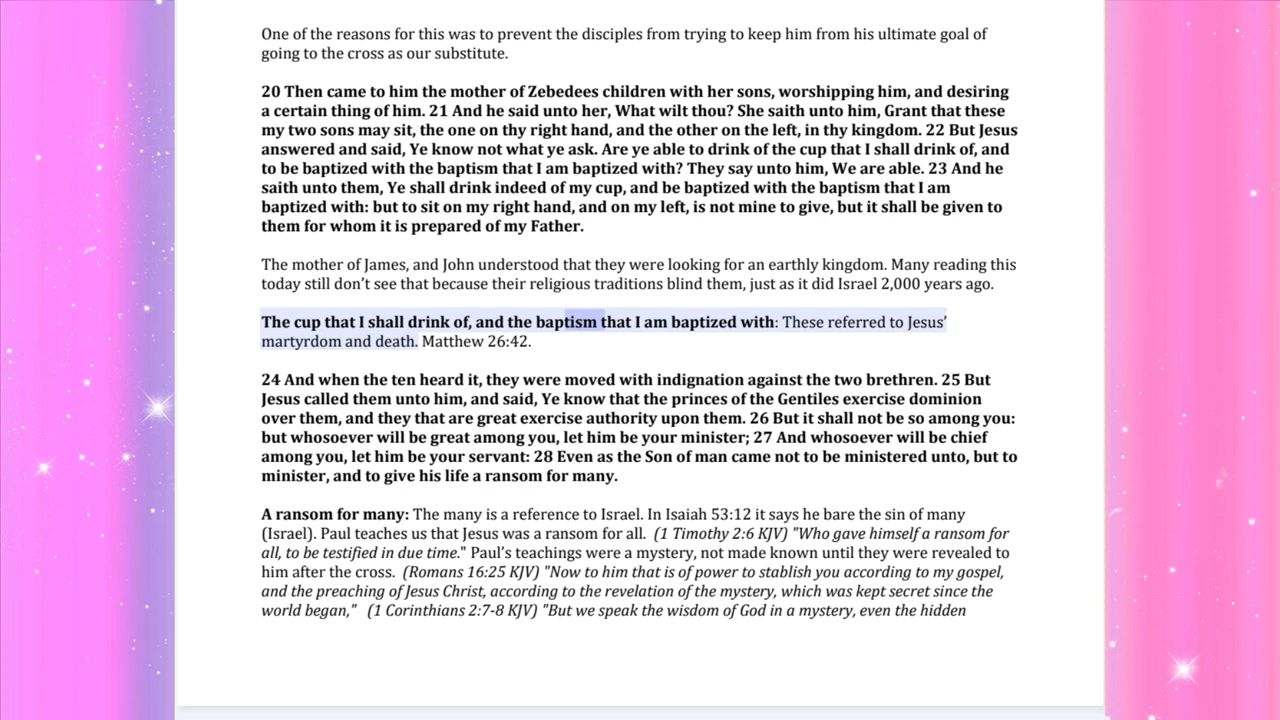 One of the reasons for this was to prevent the disciples from trying to keep him from his ultimate goal of
going to the cross as our substitute.
20 Then came to him the mother of Zebedees children with her sons, worshipping him, and desiring
a certain thing of him. 21 And he said unto her, What wilt thou? She saith unto him, Grant that these
my two sons may sit, the one on thy right hand, and the other on the left, in thy kingdom. 22 But Jesus
answered and said, Ye know not what ye ask. Are ye able to drink of the cup that I shall drink of, and
to be baptized with the baptism that I am baptized with? They say unto him, We are able. 23 And he
saith unto them, Ye shall drink indeed of my cup, and be baptized with the baptism that I am
baptized with: but to sit on my right hand, and on my left, is not mine to give, but it shall be given to
them for whom it is prepared of my Father.
The mother of James, and John understood that they were looking for an earthly kingdom. Many reading this
today still don't see that because their religious traditions blind them, just as it did Israel 2,000 years ago.
The cup that I shall drink of, and the baptism that I am baptized with: These referred to Jesus'
martyrdom and death. Matthew 26:42.
24 And when the ten heard it, they were moved with indignation against the two brethren. 25 But
Jesus called them unto him, and said, Ye know that the princes of the Gentiles exercise dominion
over them, and they that are great exercise authority upon them. 26 But it shall not be so among you:
but whosoever will be great among you, let him be your minister; 27 And whosoever will be chief
among you, let him be your servant: 28 Even as the Son of man came not to be ministered unto, but to
minister, and to give his life a ransom for many.
A ransom for many: The many is a reference to Israel. In Isaiah 53:12 it says he bare the sin of many
(Israel). Paul teaches us that Jesus was a ransom for all.  (1 Timothy 2:6 KJV) "Who gave himself a ransom for
all, to be testified in due time." Paul's teachings were a mystery, not made known until they were revealed to
him after the cross.  (Romans 16:25 KJV) "Now to him that is of power to stablish you according to my gospel,
and the preaching of Jesus Christ, according to the revelation of the mystery, which was kept secret since the
world began,"  (1 Corinthians 2:7-8 KJV) "But we speak the wisdom of God in a mystery, even the hidden